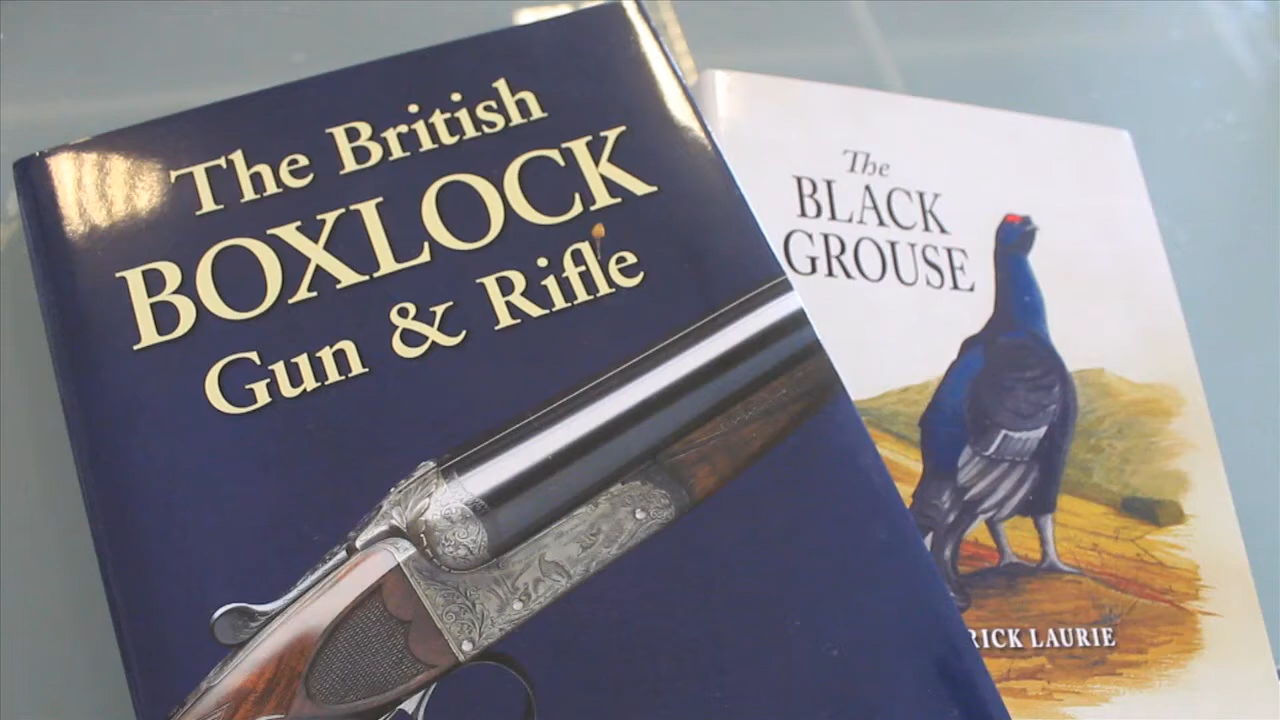 The British
BOXLOCK
Gun & Rifle
The
BLACK
GROUSE
RICK LAURIE